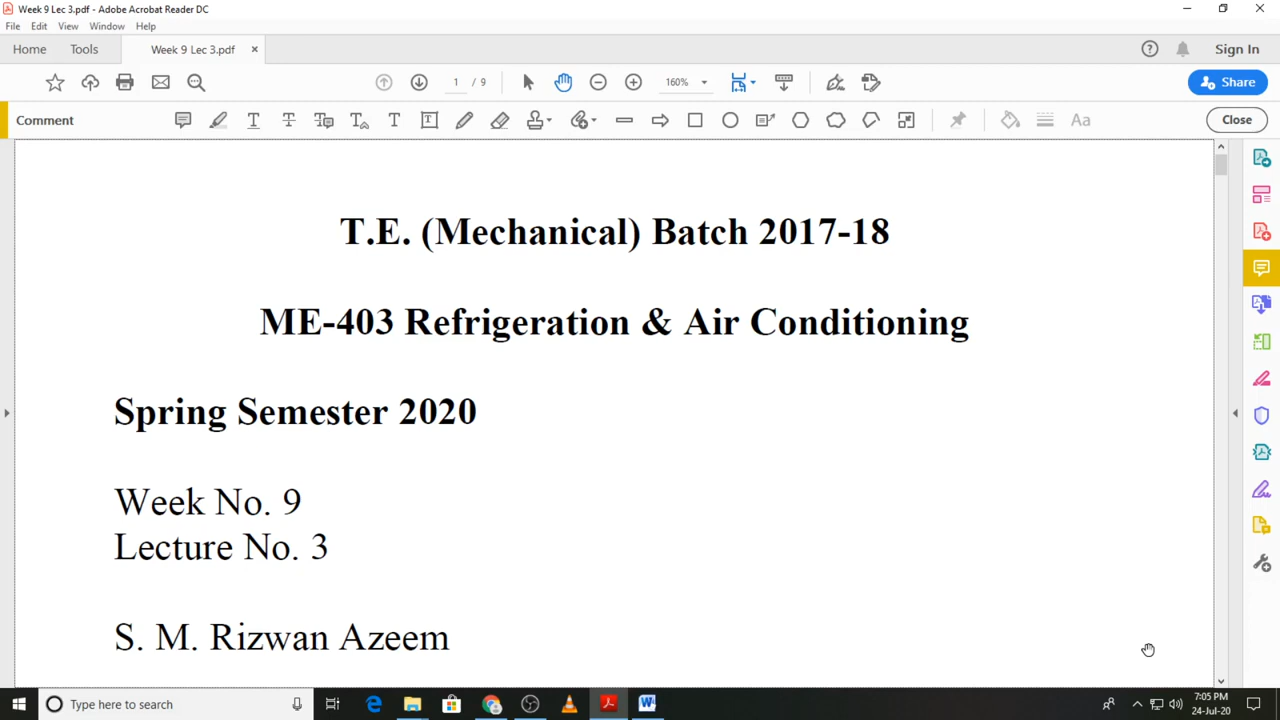 Week 9 Lec 3.pdf - Adobe Acrobat Reader DC
File Edit View Window Help
Home Tools Week 9 Lec 3.pdf × Sign In
1 / 9 160% Share
Comment Aa Close
T.E. (Mechanical) Batch 2017-18
ME-403 Refrigeration & Air Conditioning
Spring Semester 2020
Week No. 9
Lecture No. 3
S. M. Rizwan Azeem
Type here to search
7:05 PM
24-Jul-20